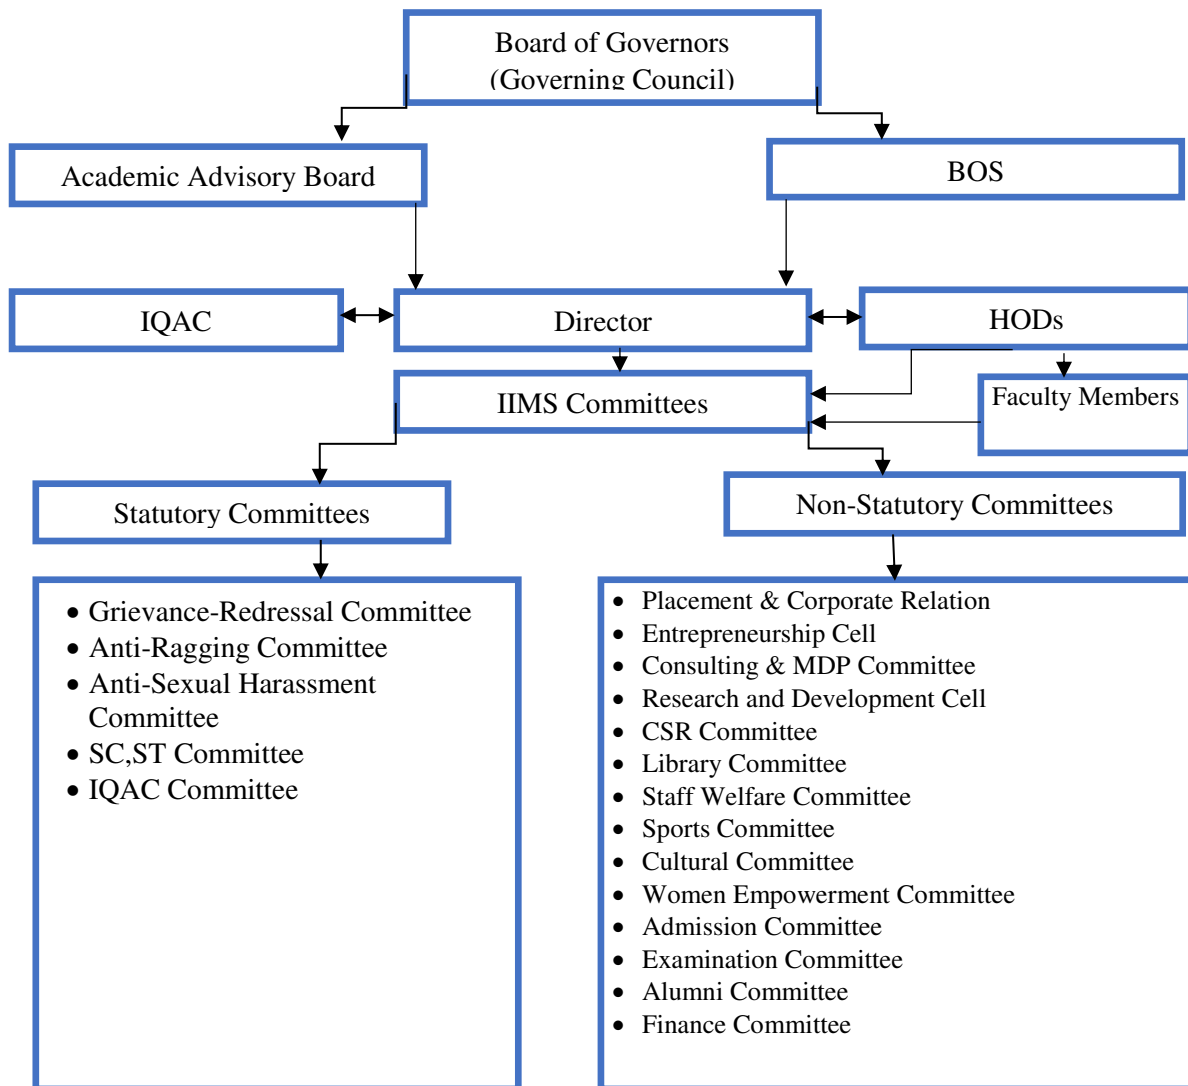 Board of Governors
(Governing Council)
Academic Advisory Board
BOS
IQAC
Director
HODs
IIMS Committees
Faculty Members
Statutory Committees
Non-Statutory Committees
• Grievance-Redressal Committee
• Anti-Ragging Committee
• Anti-Sexual Harassment
Committee
• SC,ST Committee
• IQAC Committee
• Placement & Corporate Relation
• Entrepreneurship Cell
• Consulting & MDP Committee
• Research and Development Cell
• CSR Committee
• Library Committee
• Staff Welfare Committee
• Sports Committee
• Cultural Committee
• Women Empowerment Committee
• Admission Committee
• Examination Committee
• Alumni Committee
• Finance Committee